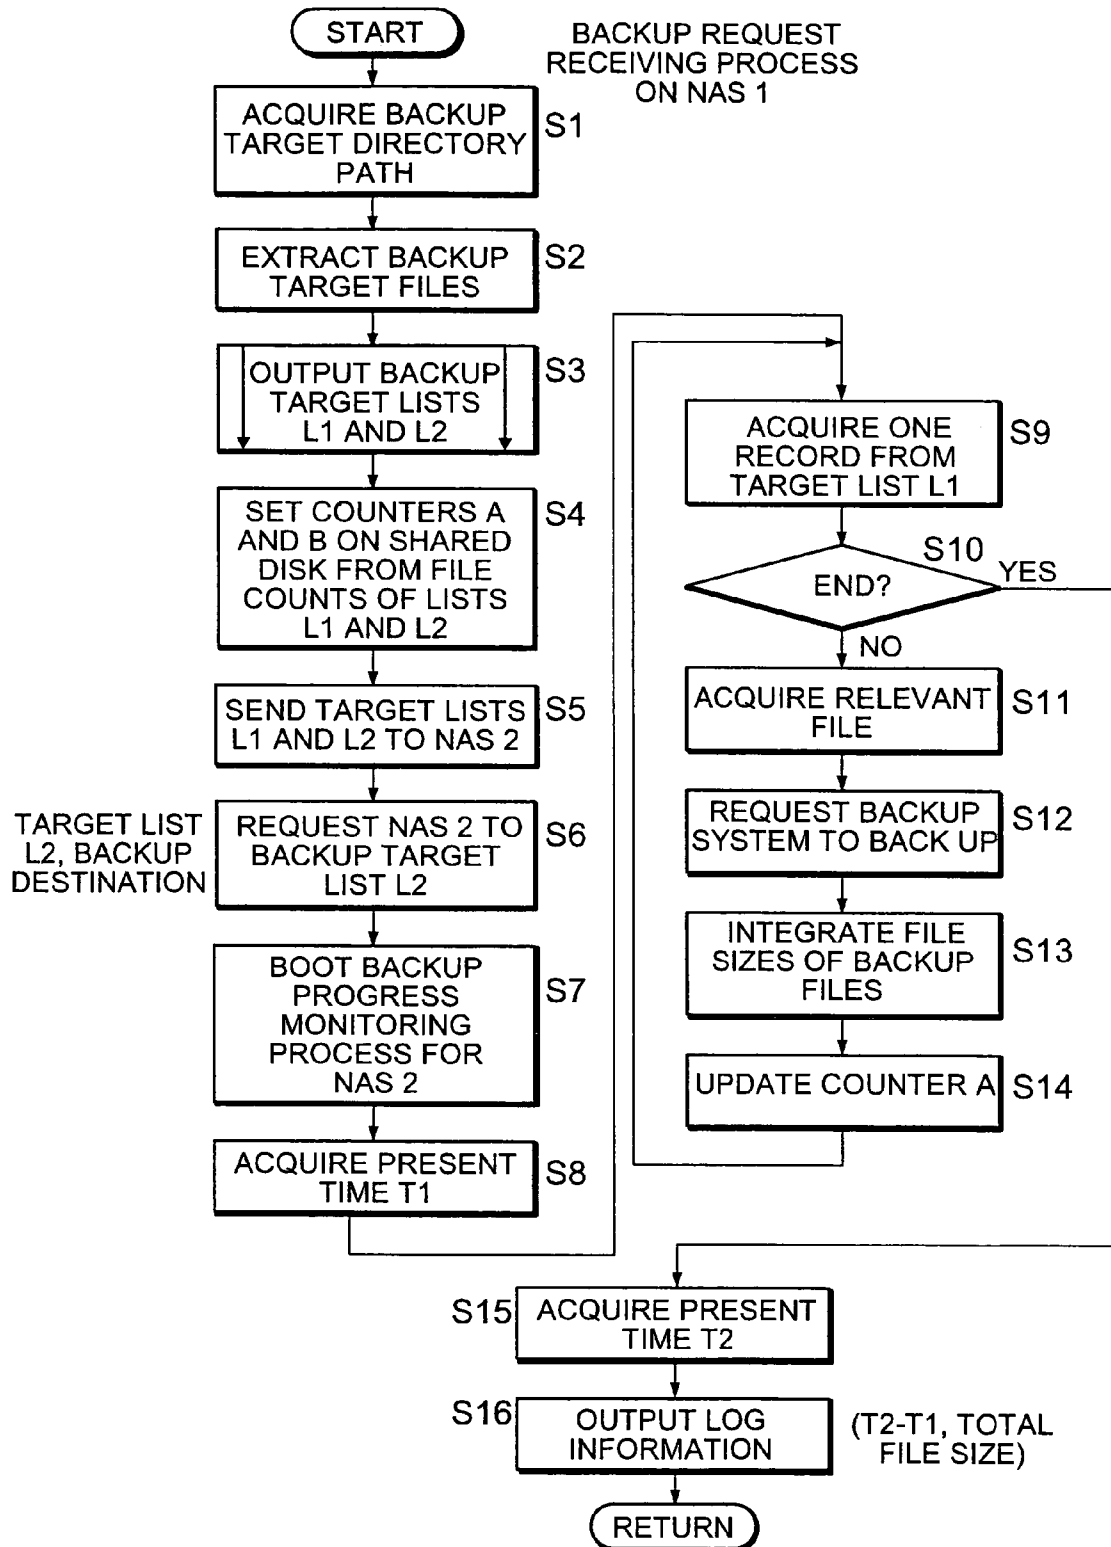 START
BACKUP REQUEST
RECEIVING PROCESS
ON NAS 1
ACQUIRE BACKUP
TARGET DIRECTORY
PATH
S1
EXTRACT BACKUP
TARGET FILES
S2
OUTPUT BACKUP
TARGET LISTS
L1 AND L2
S3
SET COUNTERS A
AND B ON SHARED
DISK FROM FILE
COUNTS OF LISTS
L1 AND L2
S4
SEND TARGET LISTS
L1 AND L2 TO NAS 2
S5
TARGET LIST
L2, BACKUP
DESTINATION
REQUEST NAS 2 TO
BACKUP TARGET
LIST L2
S6
BOOT BACKUP
PROGRESS
MONITORING
PROCESS FOR
NAS 2
S7
ACQUIRE PRESENT
TIME T1
S8
ACQUIRE ONE
RECORD FROM
TARGET LIST L1
S9
S10
END?
YES
NO
ACQUIRE RELEVANT
FILE
S11
REQUEST BACKUP
SYSTEM TO BACK UP
S12
INTEGRATE FILE
SIZES OF BACKUP
FILES
S13
UPDATE COUNTER A
S14
S15
ACQUIRE PRESENT
TIME T2
S16
OUTPUT LOG
INFORMATION
(T2-T1, TOTAL
FILE SIZE)
RETURN